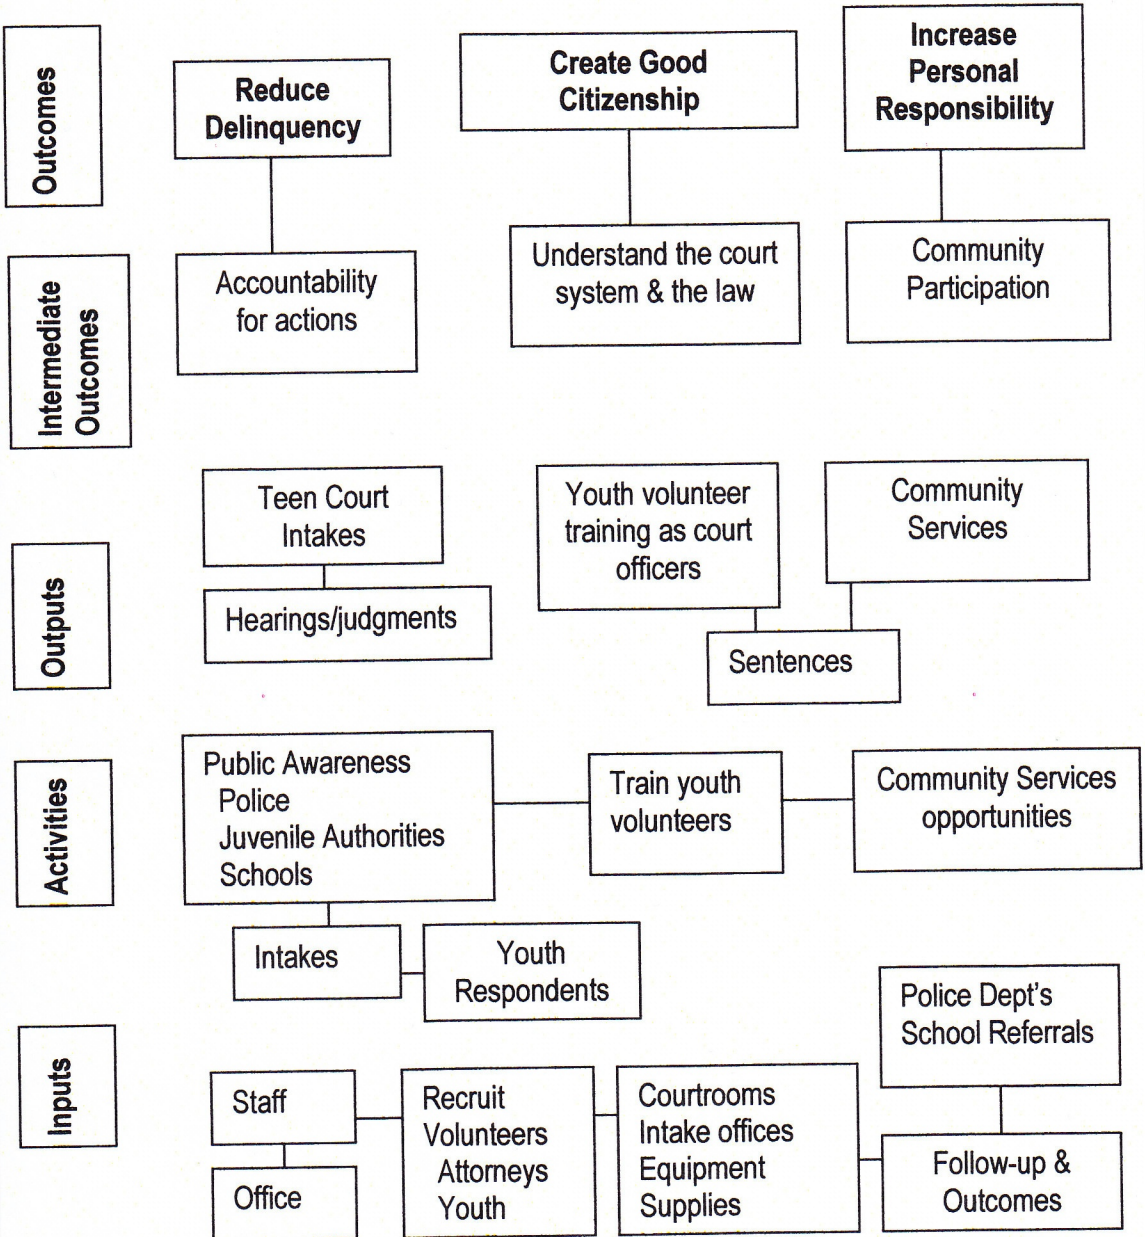 Outcomes
Reduce
Delinquency
Create Good
Citizenship
Increase
Personal
Responsibility
Intermediate
Outcomes
Accountability
for actions
Understand the court
system & the law
Community
Participation
Outputs
Teen Court
Intakes
Hearings/judgments
Youth volunteer
training as court
officers
Community
Services
Sentences
Activities
Public Awareness
Police
Juvenile Authorities
Schools
Train youth
volunteers
Community Services
opportunities
Intakes
Youth
Respondents
Inputs
Staff
Office
Recruit
Volunteers
Attorneys
Youth
Courtrooms
Intake offices
Equipment
Supplies
Police Dept's
School Referrals
Follow-up &
Outcomes